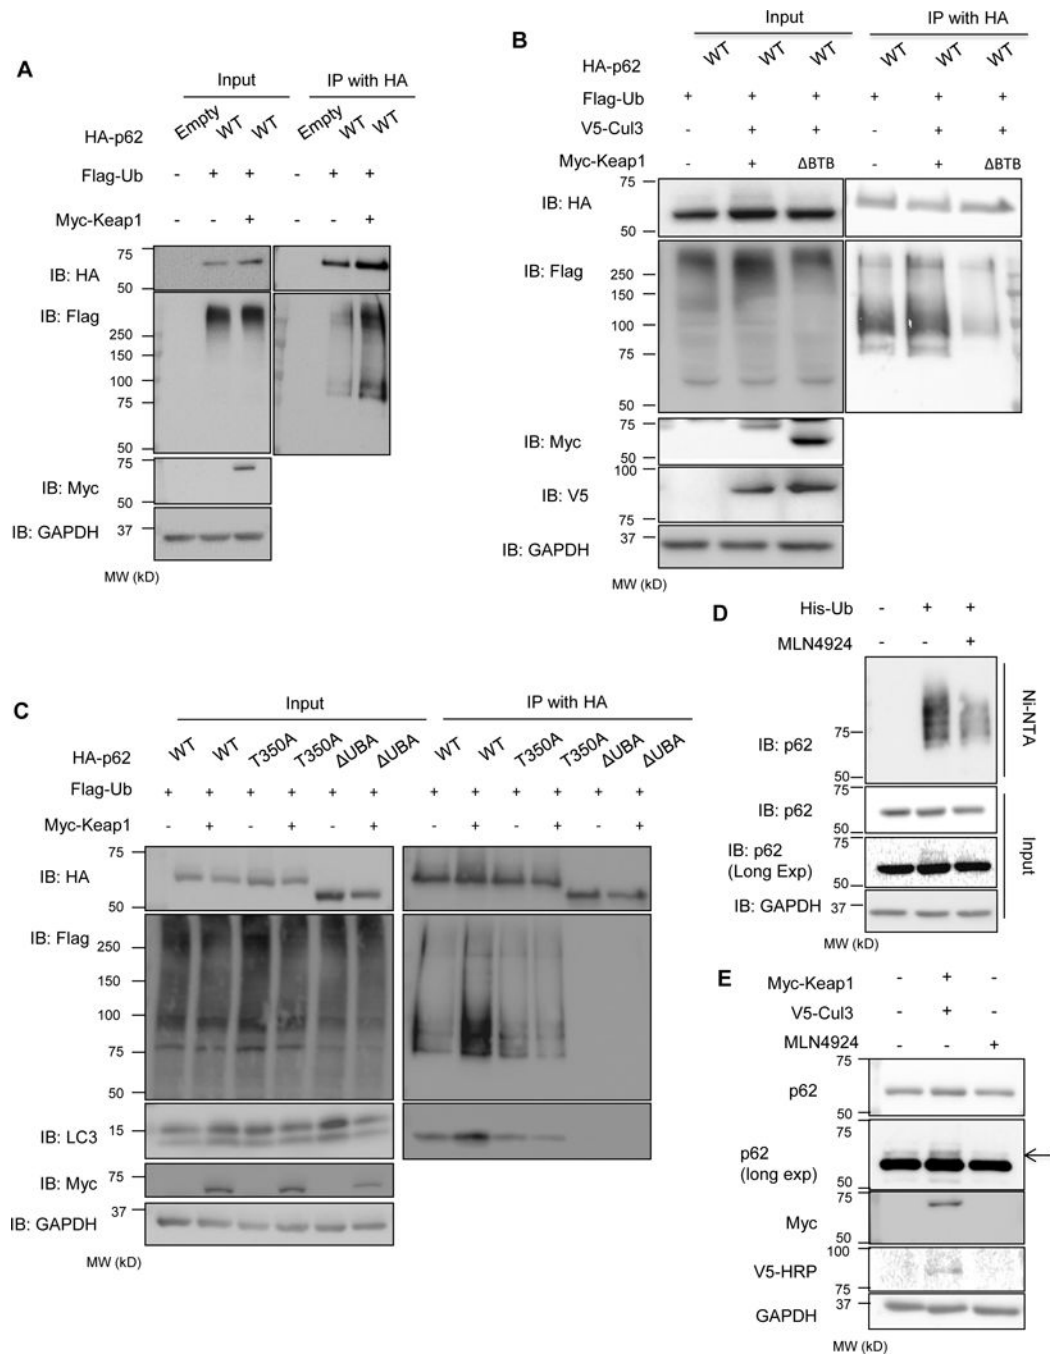 A
Input IP with HA
HA-p62 Empty WT WT Empty WT WT
Flag-Ub - + + - + +
Myc-Keap1 - - + - - +
IB: HA 75 50
IB: Flag 250 150 100 75 50
IB: Myc 75 50
IB: GAPDH 37
MW (kD)
B
Input IP with HA
HA-p62 WT WT WT WT WT WT
Flag-Ub + + + + + +
V5-Cul3 - + + - + +
Myc-Keap1 - + ΔBTB - + ΔBTB
IB: HA 75 50
IB: Flag 250 150 100 75 50
IB: Myc 75 50
IB: V5 100 75
IB: GAPDH 37
MW (kD)
C
Input IP with HA
HA-p62 WT WT T350A T350A ΔUBA ΔUBA WT WT T350A T350A ΔUBA ΔUBA
Flag-Ub + + + + + + + + + + + +
Myc-Keap1 - + - + - + - + - + - +
IB: HA 75 50
IB: Flag 250 150 100 75 50
IB: LC3 15
IB: Myc 75 50
IB: GAPDH 37
MW (kD)
D
His-Ub - + +
MLN4924 - - +
IB: p62 75 50 Ni-NTA
IB: p62 75 50 Input
IB: p62 (Long Exp) 75 50
IB: GAPDH 37
MW (kD)
E
Myc-Keap1 - + -
V5-Cul3 - + -
MLN4924 - - +
p62 75 50
p62 (long exp) 75 50
Myc 75 50
V5-HRP 100 75
GAPDH 37
MW (kD)